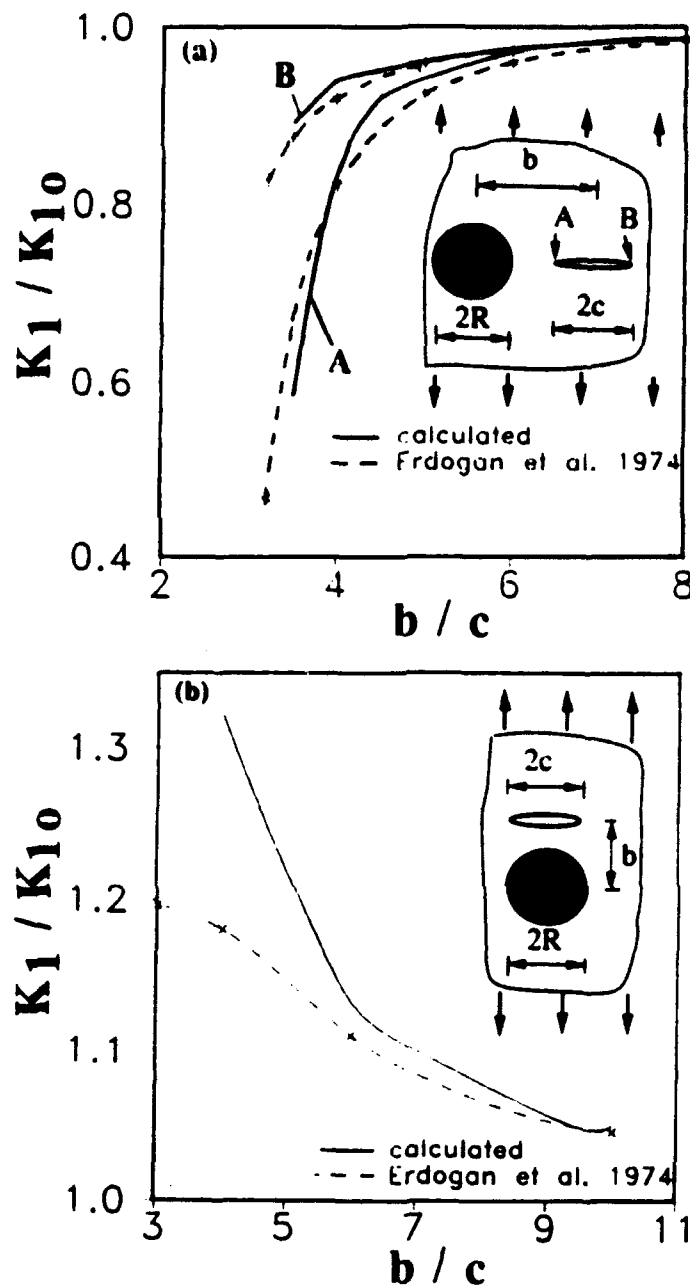 (a)
1.0
0.8
0.6
0.4
K1 / K1o
B
A
b
A
B
2R
2c
calculated
Erdogan et al. 1974
2
4
6
8
b / c
(b)
1.3
1.2
1.1
1.0
K1 / K1o
2c
b
2R
calculated
Erdogan et al. 1974
3
5
7
9
11
b / c